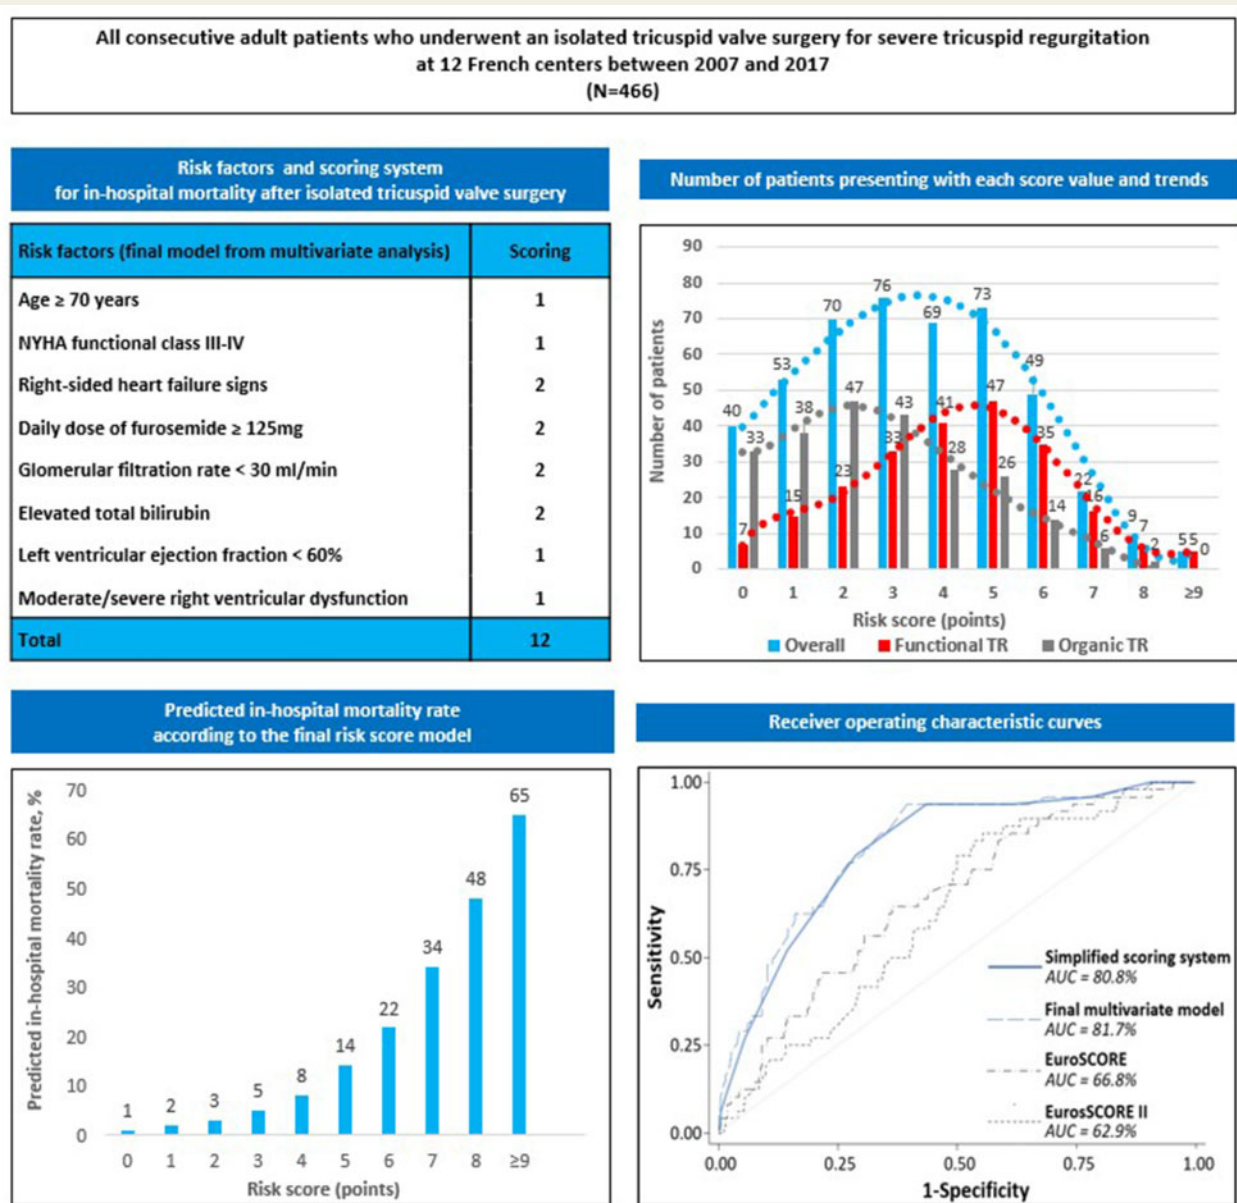 All consecutive adult patients who underwent an isolated tricuspid valve surgery for severe tricuspid regurgitation
at 12 French centers between 2007 and 2017
(N=466)
Risk factors and scoring system
for in-hospital mortality after isolated tricuspid valve surgery
Risk factors (final model from multivariate analysis) Scoring
Age ≥ 70 years 1
NYHA functional class III-IV 1
Right-sided heart failure signs 2
Daily dose of furosemide ≥ 125mg 2
Glomerular filtration rate < 30 ml/min 2
Elevated total bilirubin 2
Left ventricular ejection fraction < 60% 1
Moderate/severe right ventricular dysfunction 1
Total 12
Number of patients presenting with each score value and trends
Number of patients
90
80
70
60
50
40
30
20
10
0
40 7 33
53 15 38
70 23 47
76 33 43
69 41 28
73 47 26
49 35 14
22 16 6
9 7 2
5 5 0
0 1 2 3 4 5 6 7 8 ≥9
Risk score (points)
Overall Functional TR Organic TR
Predicted in-hospital mortality rate
according to the final risk score model
Predicted in-hospital mortality rate, %
70
60
50
40
30
20
10
0
1 2 3 5 8 14 22 34 48 65
0 1 2 3 4 5 6 7 8 ≥9
Risk score (points)
Receiver operating characteristic curves
Sensitivity
1.00
0.75
0.50
0.25
0.00
Simplified scoring system
AUC = 80.8%
Final multivariate model
AUC = 81.7%
EuroSCORE
AUC = 66.8%
EurosSCORE II
AUC = 62.9%
0.00 0.25 0.50 0.75 1.00
1-Specificity